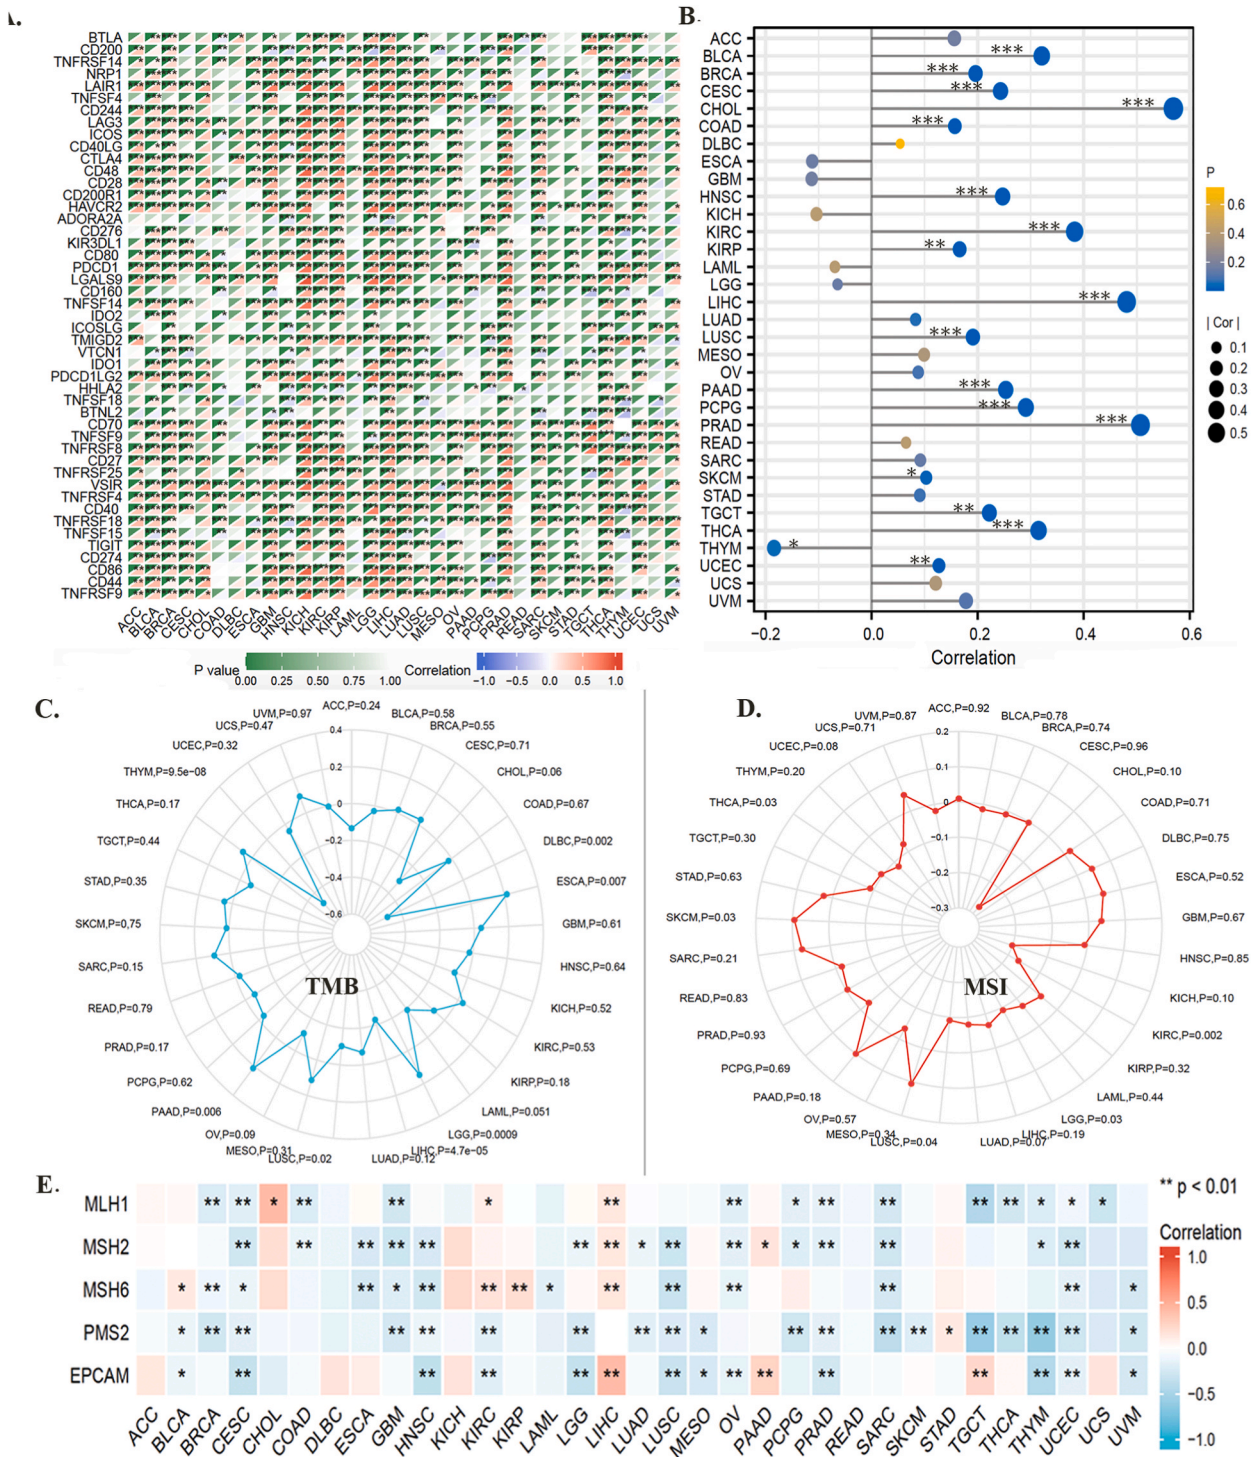 A.
BTLA
CD200
TNFRSF14
NRP1
LAIR1
TNFSF4
CD244
LAG3
ICOS
CD40LG
CTLA4
CD48
CD28
CD200R1
HAVCR2
ADORA2A
CD276
KIR3DL1
CD80
PDCD1
LGALS9
CD160
TNFSF14
IDO2
ICOSLG
TMIGD2
VTCN1
IDO1
PDCD1LG2
HHLA2
TNFSF18
BTNL2
CD70
TNFSF9
TNFRSF8
CD27
TNFRSF25
VSIR
TNFRSF4
CD40
TNFRSF18
TNFSF15
TIGIT
CD274
CD86
CD44
TNFRSF9
ACC BLCA BRCA CESC CHOL COAD DLBC ESCA GBM HNSC KICH KIRC KIRP LAML LGG LIHC LUAD LUSC MESO OV PAAD PCPG PRAD READ SARC SKCM STAD TGCT THCA THYM UCEC UCS UVM
P value
0.00 0.25 0.50 0.75 1.00
Correlation
−1.0 −0.5 0.0 0.5 1.0
B.
ACC
BLCA ***
BRCA ***
CESC ***
CHOL ***
COAD ***
DLBC
ESCA
GBM
HNSC ***
KICH
KIRC ***
KIRP **
LAML
LGG
LIHC ***
LUAD
LUSC ***
MESO
OV
PAAD ***
PCPG ***
PRAD ***
READ
SARC
SKCM *
STAD
TGCT **
THCA ***
THYM *
UCEC **
UCS
UVM
−0.2 0.0 0.2 0.4 0.6
Correlation
P
0.6
0.4
0.2
| Cor |
0.1
0.2
0.3
0.4
0.5
C.
ACC,P=0.24
BLCA,P=0.58
BRCA,P=0.55
CESC,P=0.71
CHOL,P=0.06
COAD,P=0.67
DLBC,P=0.002
ESCA,P=0.007
GBM,P=0.61
HNSC,P=0.64
KICH,P=0.52
KIRC,P=0.53
KIRP,P=0.18
LAML,P=0.051
LGG,P=0.0009
LIHC,P=4.7e−05
LUAD,P=0.12
LUSC,P=0.02
MESO,P=0.31
OV,P=0.09
PAAD,P=0.006
PCPG,P=0.62
PRAD,P=0.17
READ,P=0.79
SARC,P=0.15
SKCM,P=0.75
STAD,P=0.35
TGCT,P=0.44
THCA,P=0.17
THYM,P=9.5e−08
UCEC,P=0.32
UCS,P=0.47
UVM,P=0.97
0.4
0.2
0
−0.2
−0.4
−0.6
TMB
D.
ACC,P=0.92
BLCA,P=0.78
BRCA,P=0.74
CESC,P=0.96
CHOL,P=0.10
COAD,P=0.71
DLBC,P=0.75
ESCA,P=0.52
GBM,P=0.67
HNSC,P=0.85
KICH,P=0.10
KIRC,P=0.002
KIRP,P=0.32
LAML,P=0.44
LGG,P=0.03
LIHC,P=0.19
LUAD,P=0.07
LUSC,P=0.04
MESO,P=0.34
OV,P=0.57
PAAD,P=0.18
PCPG,P=0.69
PRAD,P=0.93
READ,P=0.83
SARC,P=0.21
SKCM,P=0.03
STAD,P=0.63
TGCT,P=0.30
THCA,P=0.03
THYM,P=0.20
UCEC,P=0.08
UCS,P=0.71
UVM,P=0.87
0.2
0.1
0
−0.1
−0.2
−0.3
MSI
E.
MLH1 ** ** * ** ** * ** ** * ** ** ** ** * * *
MSH2 ** ** ** ** ** ** ** * ** ** * * ** ** * **
MSH6 * ** * ** * ** ** ** * ** ** ** ** ** *
PMS2 * ** ** ** ** ** ** ** ** * ** ** ** ** * ** ** ** ** *
EPCAM * ** ** ** ** ** ** * ** ** ** ** ** ** *
ACC BLCA BRCA CESC CHOL COAD DLBC ESCA GBM HNSC KICH KIRC KIRP LAML LGG LIHC LUAD LUSC MESO OV PAAD PCPG PRAD READ SARC SKCM STAD TGCT THCA THYM UCEC UCS UVM
** p < 0.01
Correlation
1.0
0.5
0.0
−0.5
−1.0